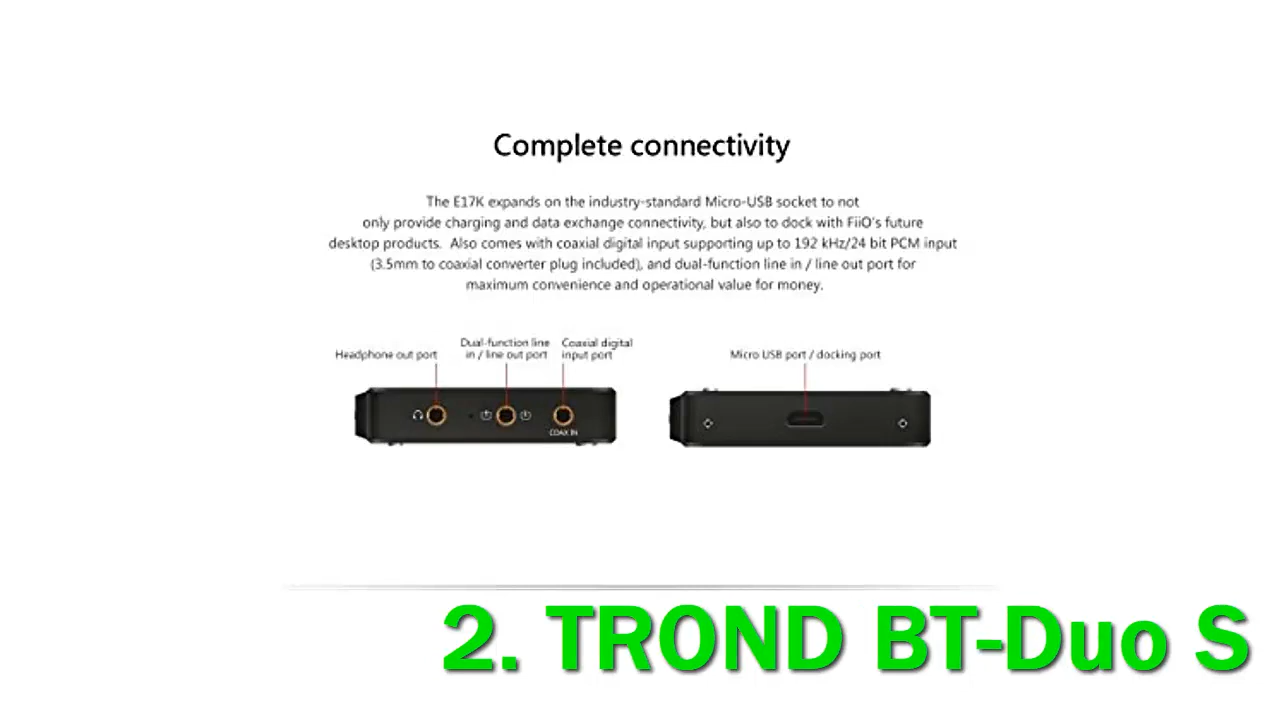 Complete connectivity
The E17K expands on the industry-standard Micro-USB socket to not
only provide charging and data exchange connectivity, but also to dock with FiiO's future
desktop products. Also comes with coaxial digital input supporting up to 192 kHz/24 bit PCM input
(3.5mm to coaxial converter plug included), and dual-function line in / line out port for
maximum convenience and operational value for money.
Headphone out port
Dual-function line
in / line out port
Coaxial digital
input port
Micro USB port / docking port
COAX IN
2. TROND BT-Duo S